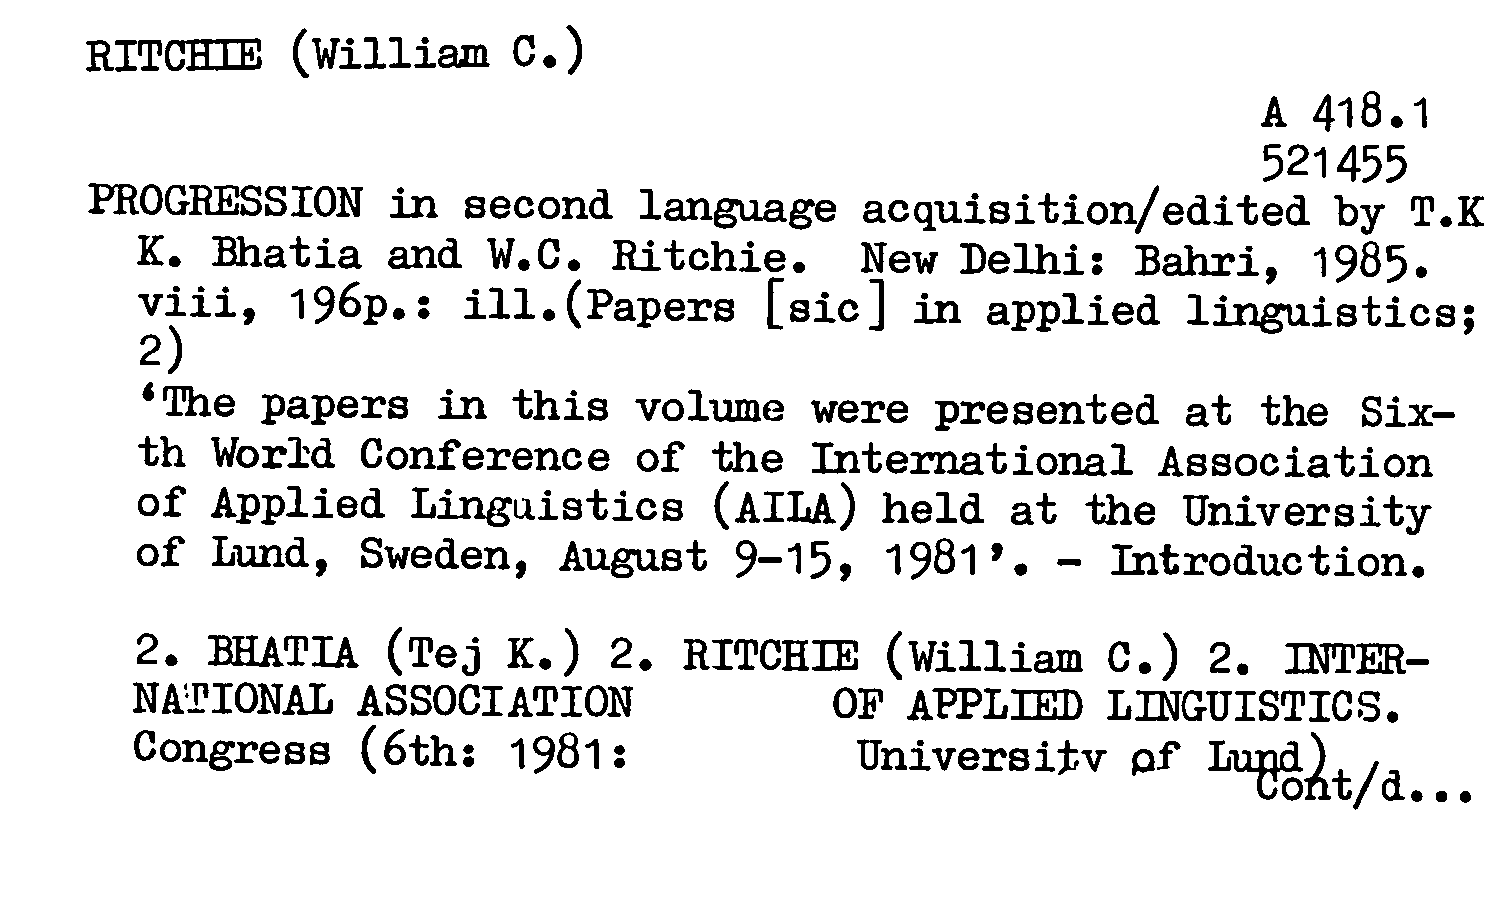 RITCHIE (William C.)
A 418.1
521455
PROGRESSION in second language acquisition/edited by T.K
K. Bhatia and W.C. Ritchie. New Delhi: Bahri, 1985.
viii, 196p.: ill.(Papers [sic] in applied linguistics;
2)
‘The papers in this volume were presented at the Six-
th World Conference of the International Association
of Applied Linguistics (AILA) held at the University
of Lund, Sweden, August 9-15, 1981’. - Introduction.
2. BHATIA (Tej K.) 2. RITCHIE (William C.) 2. INTER-
NATIONAL ASSOCIATION OF APPLIED LINGUISTICS.
Congress (6th: 1981: University of Lund)
Cont/d...